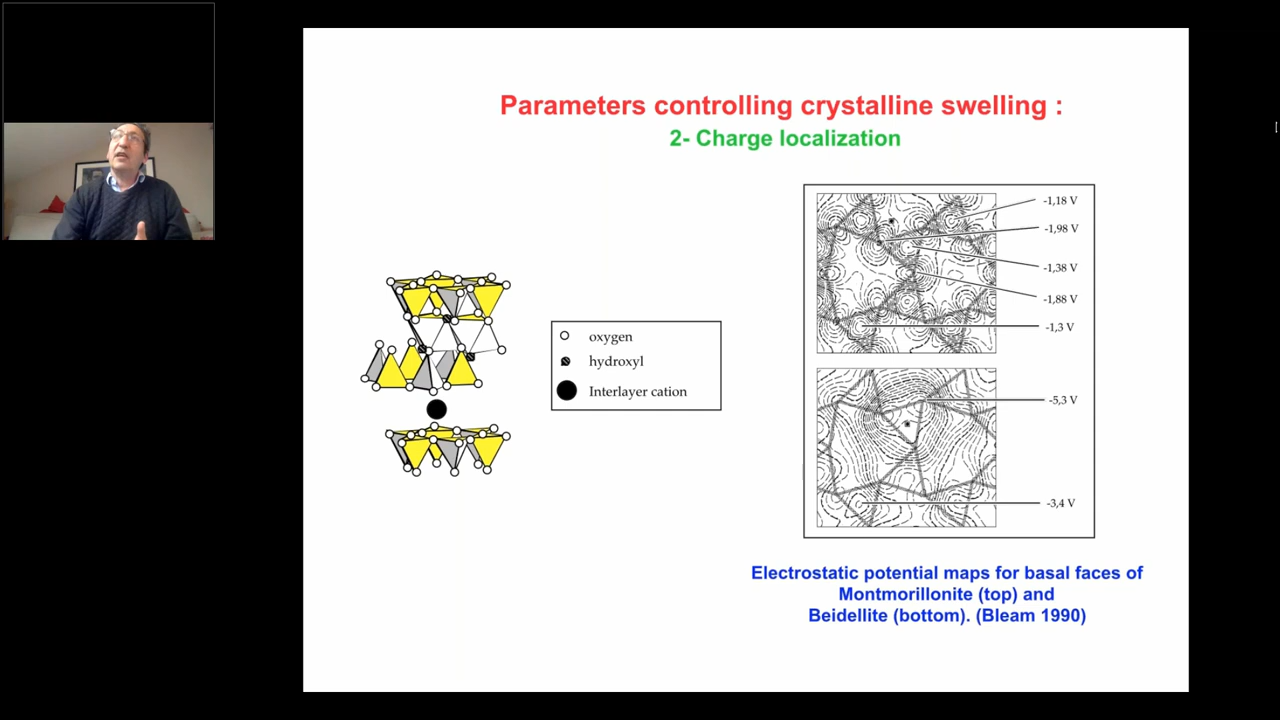 Parameters controlling crystalline swelling :
2- Charge localization
oxygen
hydroxyl
Interlayer cation
-1,18 V
-1,98 V
-1,38 V
-1,88 V
-1,3 V
-5,3 V
-3,4 V
Electrostatic potential maps for basal faces of
Montmorillonite (top) and
Beidellite (bottom). (Bleam 1990)